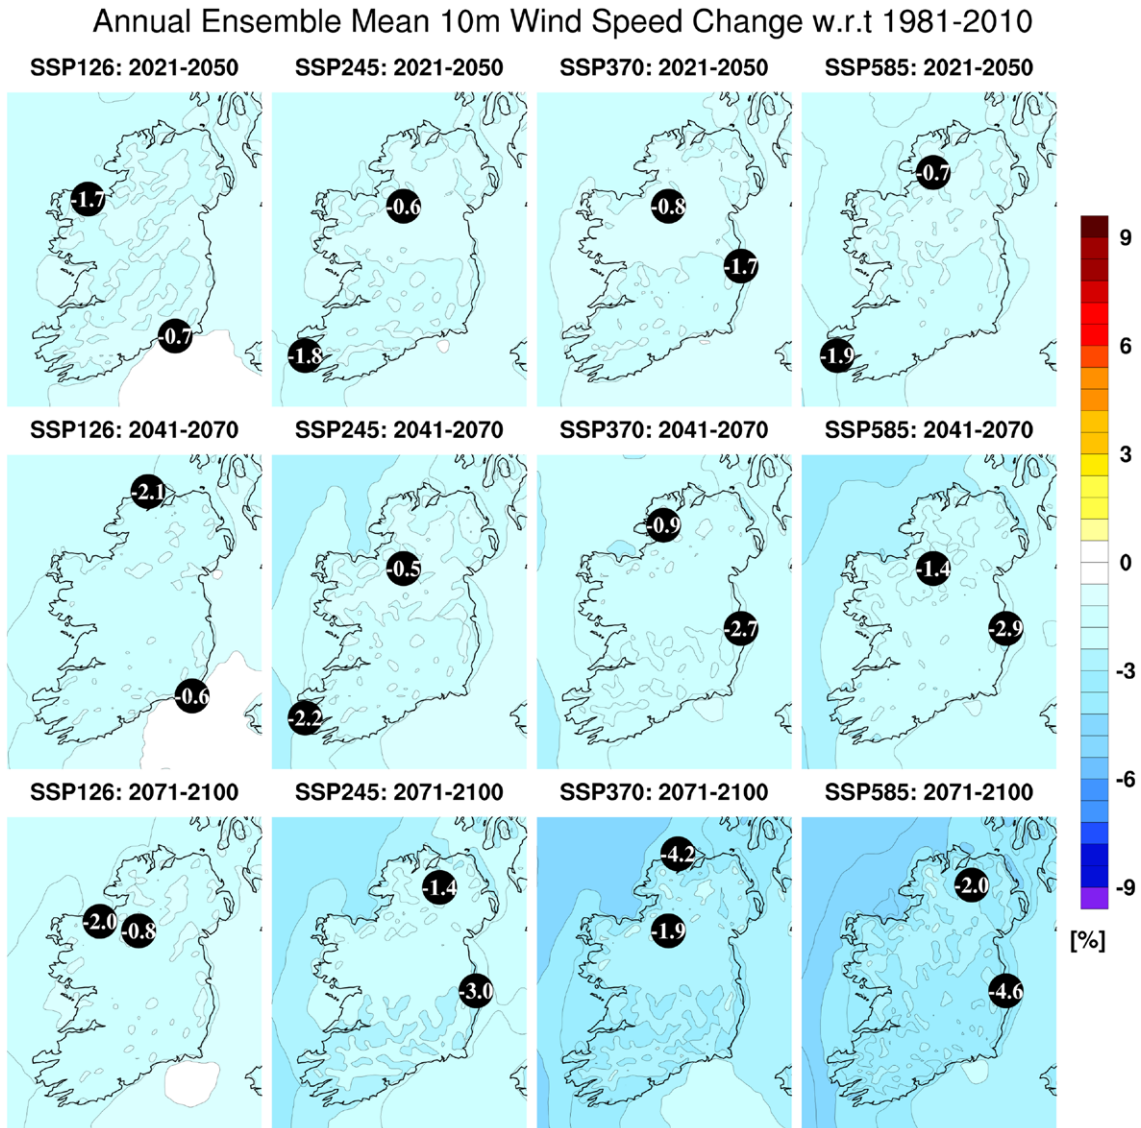 Annual Ensemble Mean 10m Wind Speed Change w.r.t 1981-2010
SSP126: 2021-2050
SSP245: 2021-2050
SSP370: 2021-2050
SSP585: 2021-2050
-1.7
-0.7
-0.6
-1.8
-0.8
-1.7
-0.7
-1.9
SSP126: 2041-2070
SSP245: 2041-2070
SSP370: 2041-2070
SSP585: 2041-2070
-2.1
-0.6
-0.5
-2.2
-0.9
-2.7
-1.4
-2.9
SSP126: 2071-2100
SSP245: 2071-2100
SSP370: 2071-2100
SSP585: 2071-2100
-2.0
-0.8
-1.4
-3.0
-4.2
-1.9
-2.0
-4.6
9
6
3
0
-3
-6
-9
[%]